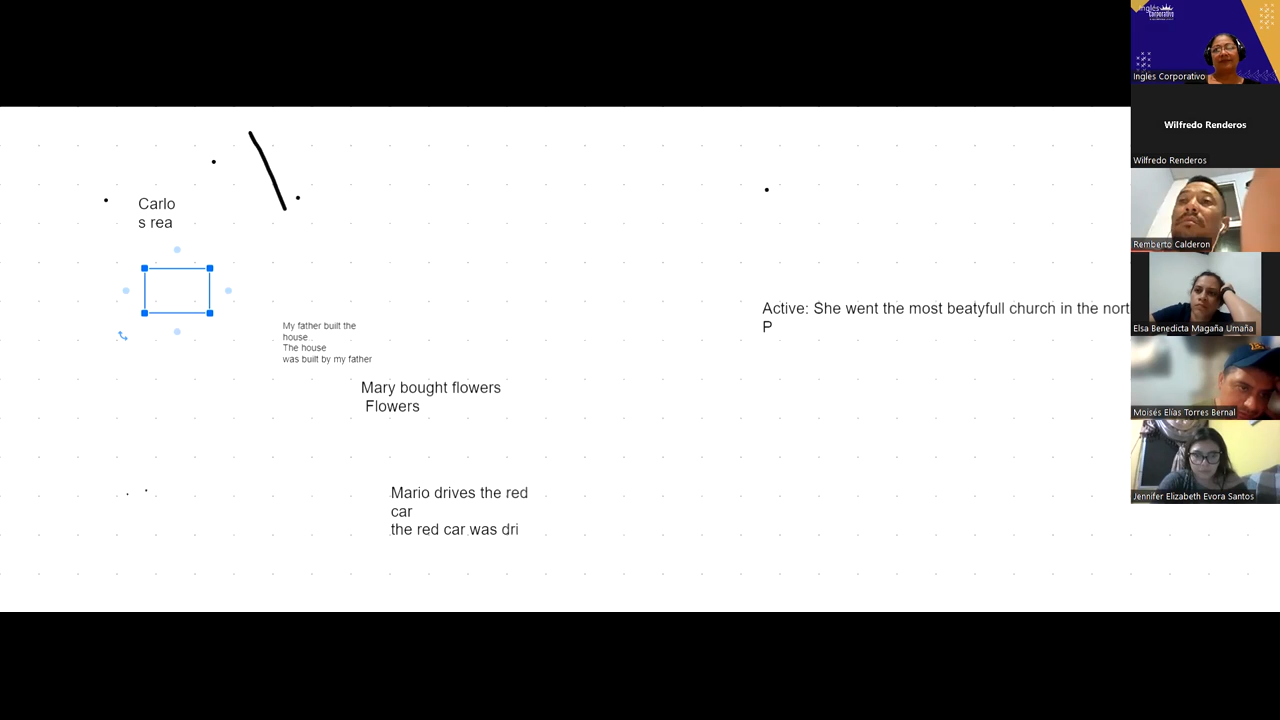 Carlo
s rea
My father built the
house
The house
was built by my father
Mary bought flowers
Flowers
Mario drives the red
car
the red car was dri
Active: She went the most beatyfull church in the nort
P
Inglés
Corporativo
Ingles Corporativo
Wilfredo Renderos
Wilfredo Renderos
Remberto Calderon
Elsa Benedicta Magaña Umaña
Moisés Elías Torres Bernal
Jennifer Elizabeth Evora Santos